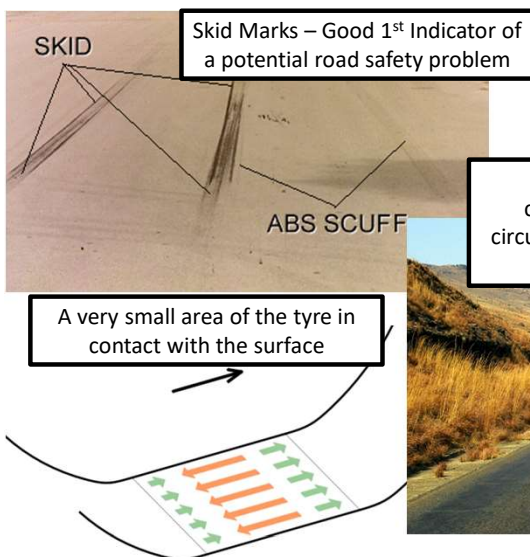 Skid Marks – Good 1st Indicator of
a potential road safety problem
SKID
ABS SCUFF
A very small area of the tyre in
contact with the surface